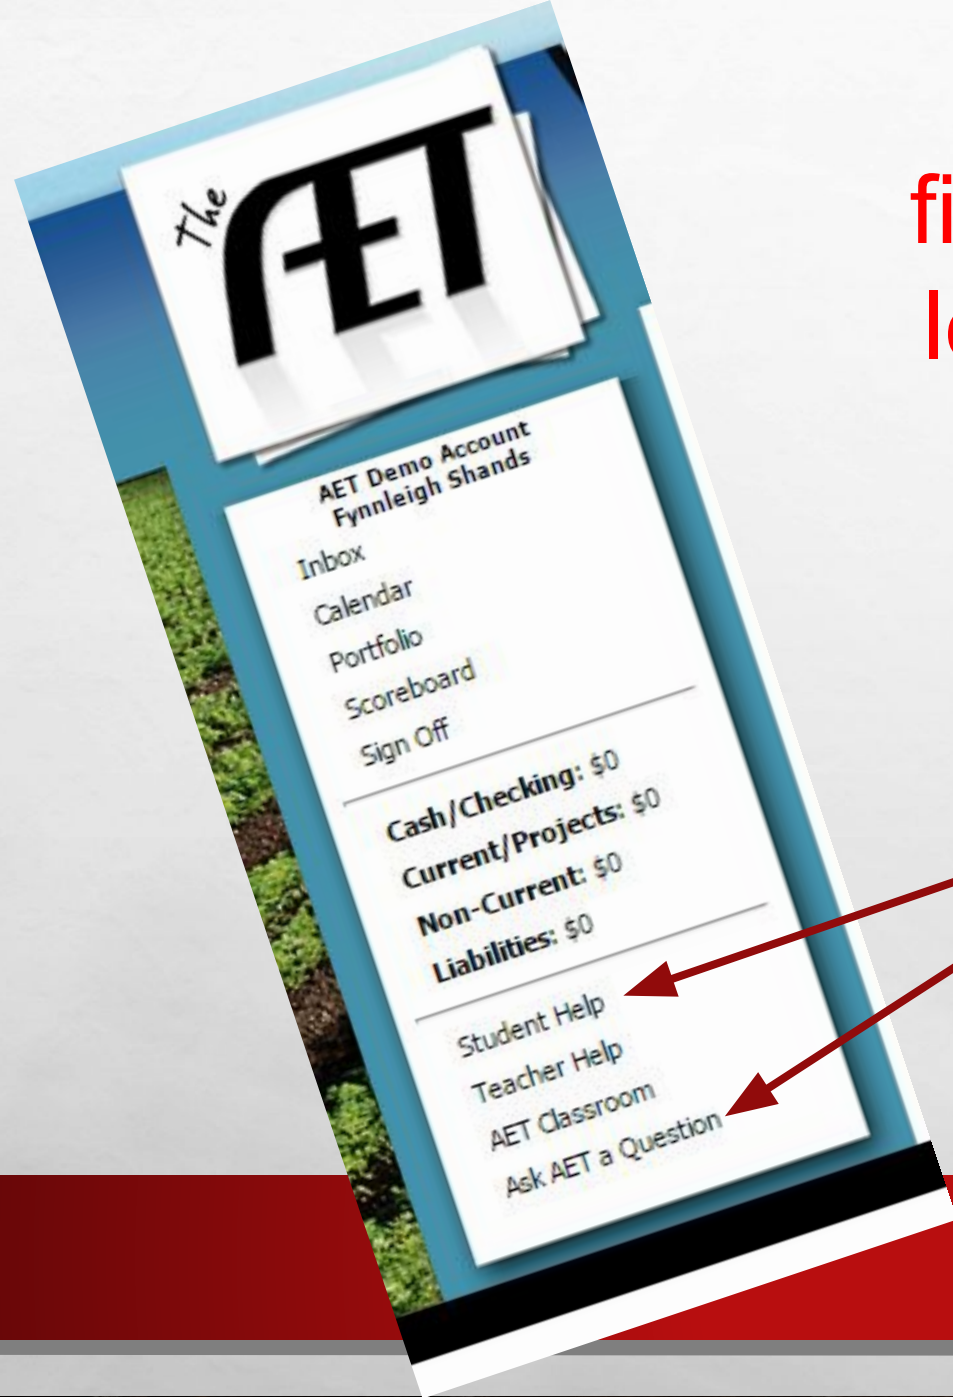 The AET
AET Demo Account
Fynnleigh Shands
Inbox
Calendar
Portfolio
Scoreboard
Sign Off
Cash/Checking: $0
Current/Projects: $0
Non-Current: $0
Liabilities: $0
Student Help
Teacher Help
AET Classroom
Ask AET a Question